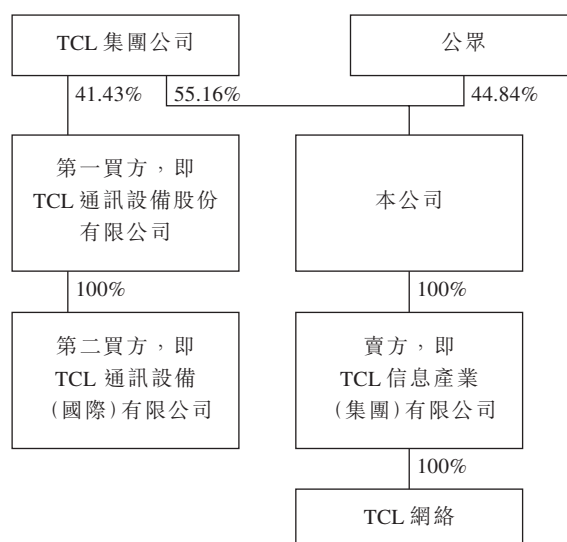 TCL 集團公司
公眾
41.43%
55.16%
44.84%
第一買方，即
TCL 通訊設備股份
有限公司
本公司
100%
100%
第二買方，即
TCL 通訊設備
(國際)有限公司
賣方，即
TCL 信息產業
(集團)有限公司
100%
TCL 網絡